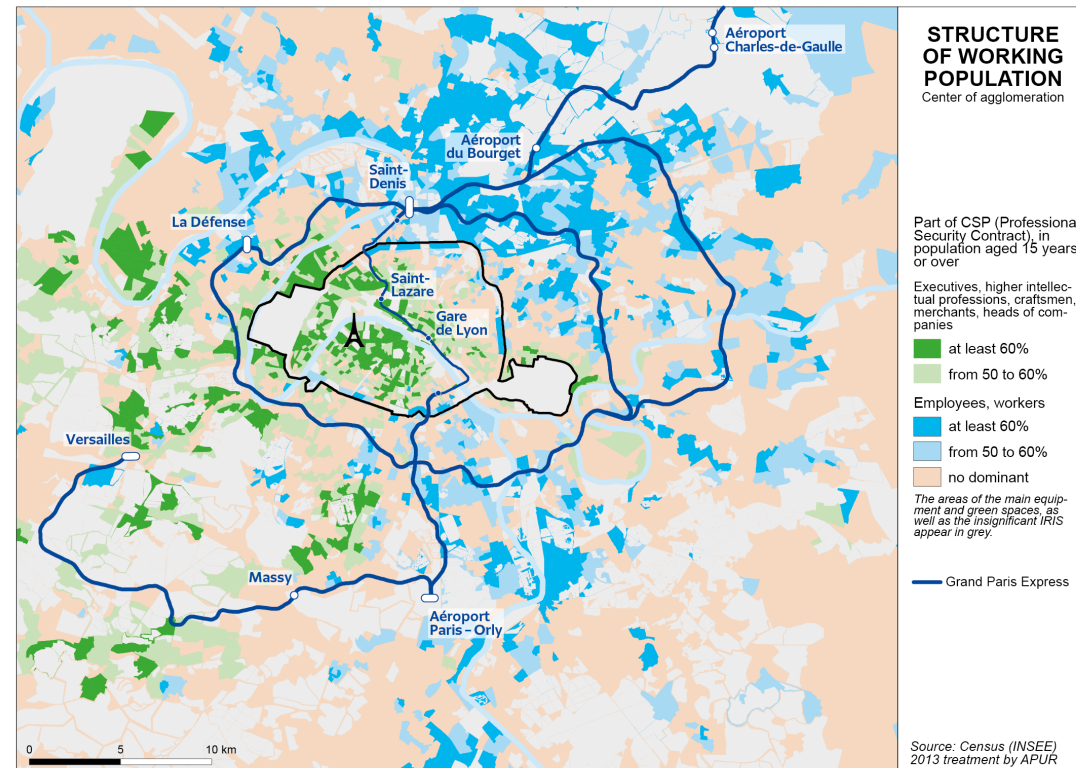 STRUCTURE
OF WORKING
POPULATION
Center of agglomeration
Aéroport
Charles-de-Gaulle
Aéroport
du Bourget
Saint-
Denis
La Défense
Saint-
Lazare
Gare
de Lyon
Versailles
Massy
Aéroport
Paris – Orly
0 5 10 km
Part of CSP (Professiona
Security Contract), in
population aged 15 years
or over
Executives, higher intellec-
tual professions, craftsmen,
merchants, heads of com-
panies
at least 60%
from 50 to 60%
Employees, workers
at least 60%
from 50 to 60%
no dominant
The areas of the main equip-
ment and green spaces, as
well as the insignificant IRIS
appear in grey.
Grand Paris Express
Source: Census (INSEE)
2013 treatment by APUR